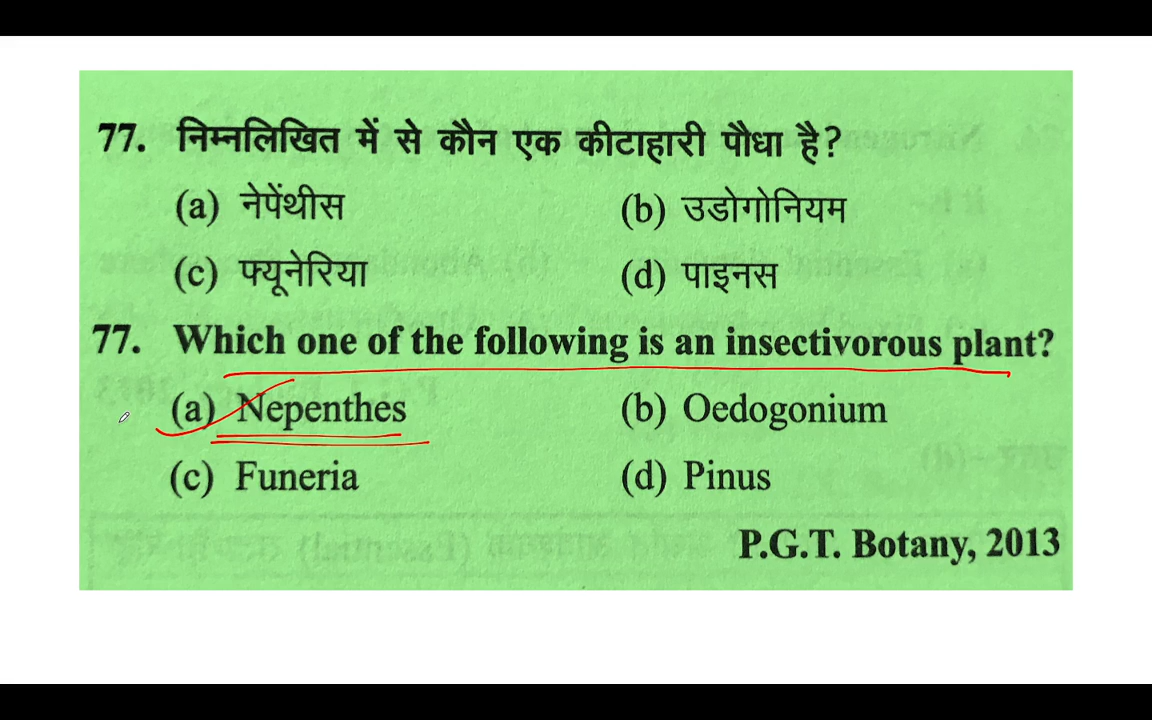 77. निम्नलिखित में से कौन एक कीटाहारी पौधा है?
(a) नेपेंथीस (b) उडोगोनियम
(c) फ्यूनेरिया (d) पाइनस
77. Which one of the following is an insectivorous plant?
(a) Nepenthes (b) Oedogonium
(c) Funeria (d) Pinus
P.G.T. Botany, 2013